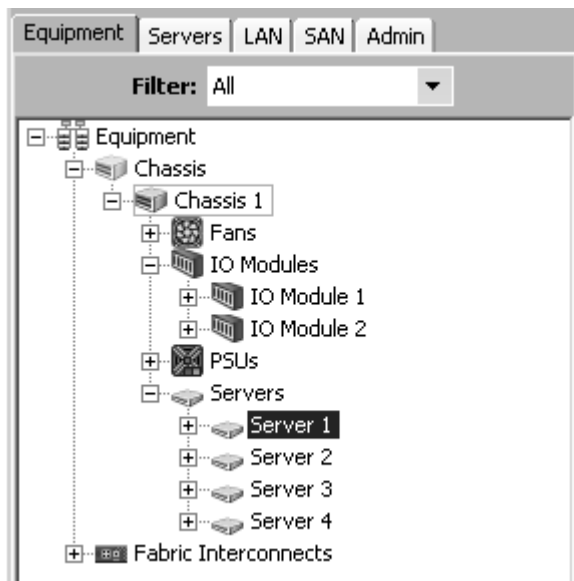 Equipment Servers LAN SAN Admin
Filter: All
Equipment
Chassis
Chassis 1
Fans
IO Modules
IO Module 1
IO Module 2
PSUs
Servers
Server 1
Server 2
Server 3
Server 4
Fabric Interconnects